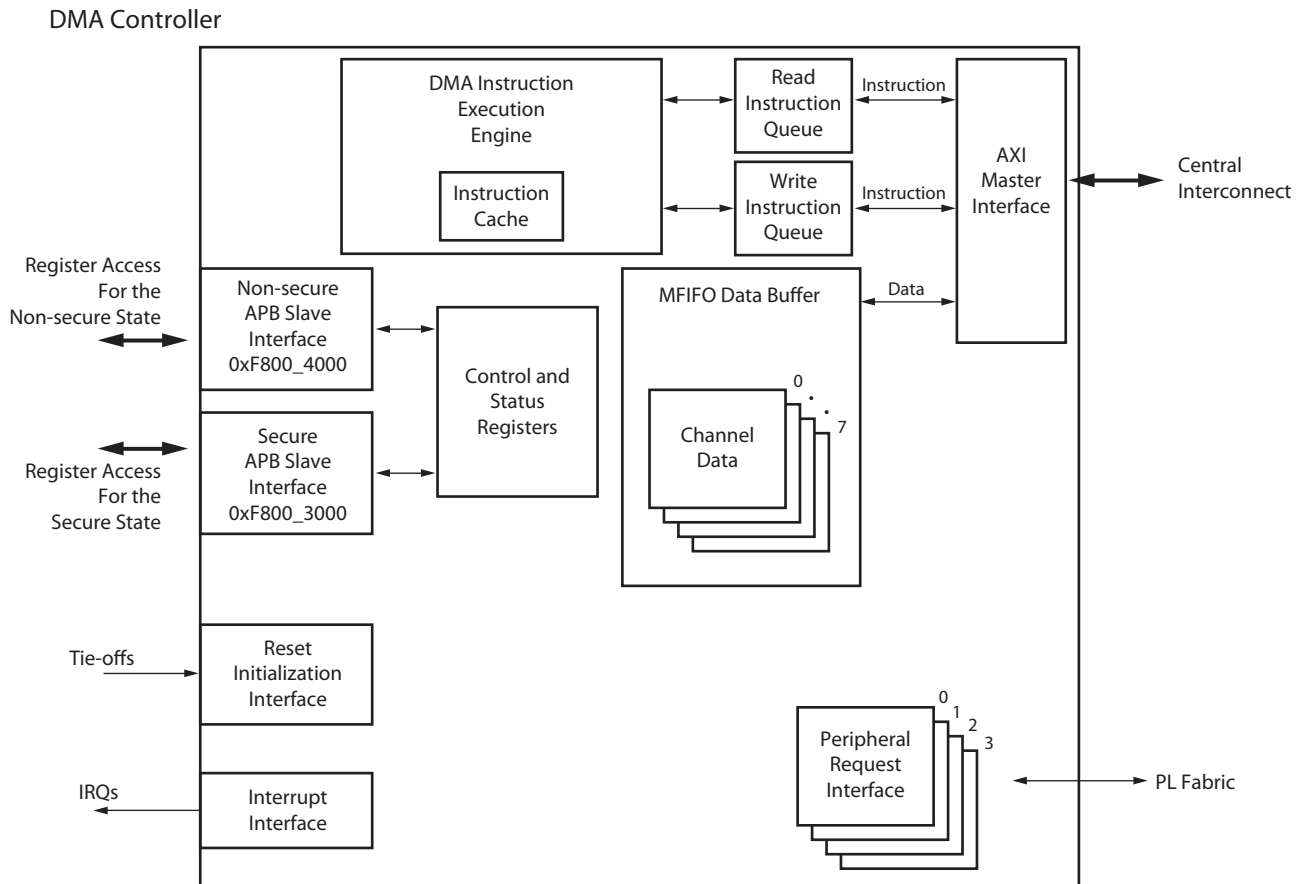 DMA Controller
DMA Instruction
Execution
Engine
Instruction
Cache
Read
Instruction
Queue
Instruction
Write
Instruction
Queue
Instruction
AXI
Master
Interface
Central
Interconnect
Register Access
For the
Non-secure State
Non-secure
APB Slave
Interface
0xF800_4000
Control and
Status
Registers
MFIFO Data Buffer
Data
Channel
Data
0
.
.
7
Register Access
For the
Secure State
Secure
APB Slave
Interface
0xF800_3000
Tie-offs
Reset
Initialization
Interface
IRQs
Interrupt
Interface
Peripheral
Request
Interface
0
1
2
3
PL Fabric